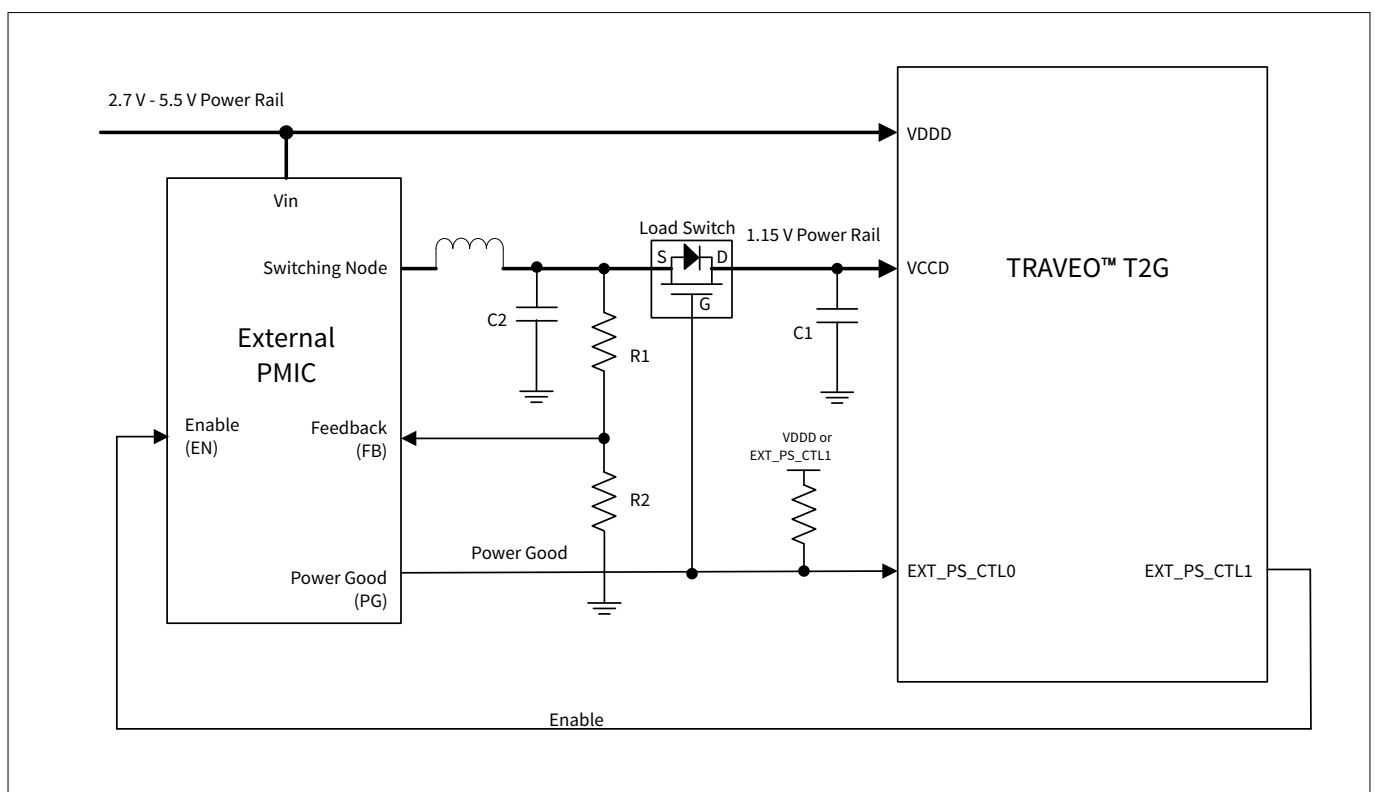 2.7 V - 5.5 V Power Rail
VDDD
Vin
Load Switch
1.15 V Power Rail
S
D
G
Switching Node
VCCD
TRAVEO™ T2G
C2
C1
External
PMIC
R1
Enable
(EN)
Feedback
(FB)
VDDD or
EXT_PS_CTL1
R2
Power Good
Power Good
(PG)
EXT_PS_CTL0
EXT_PS_CTL1
Enable